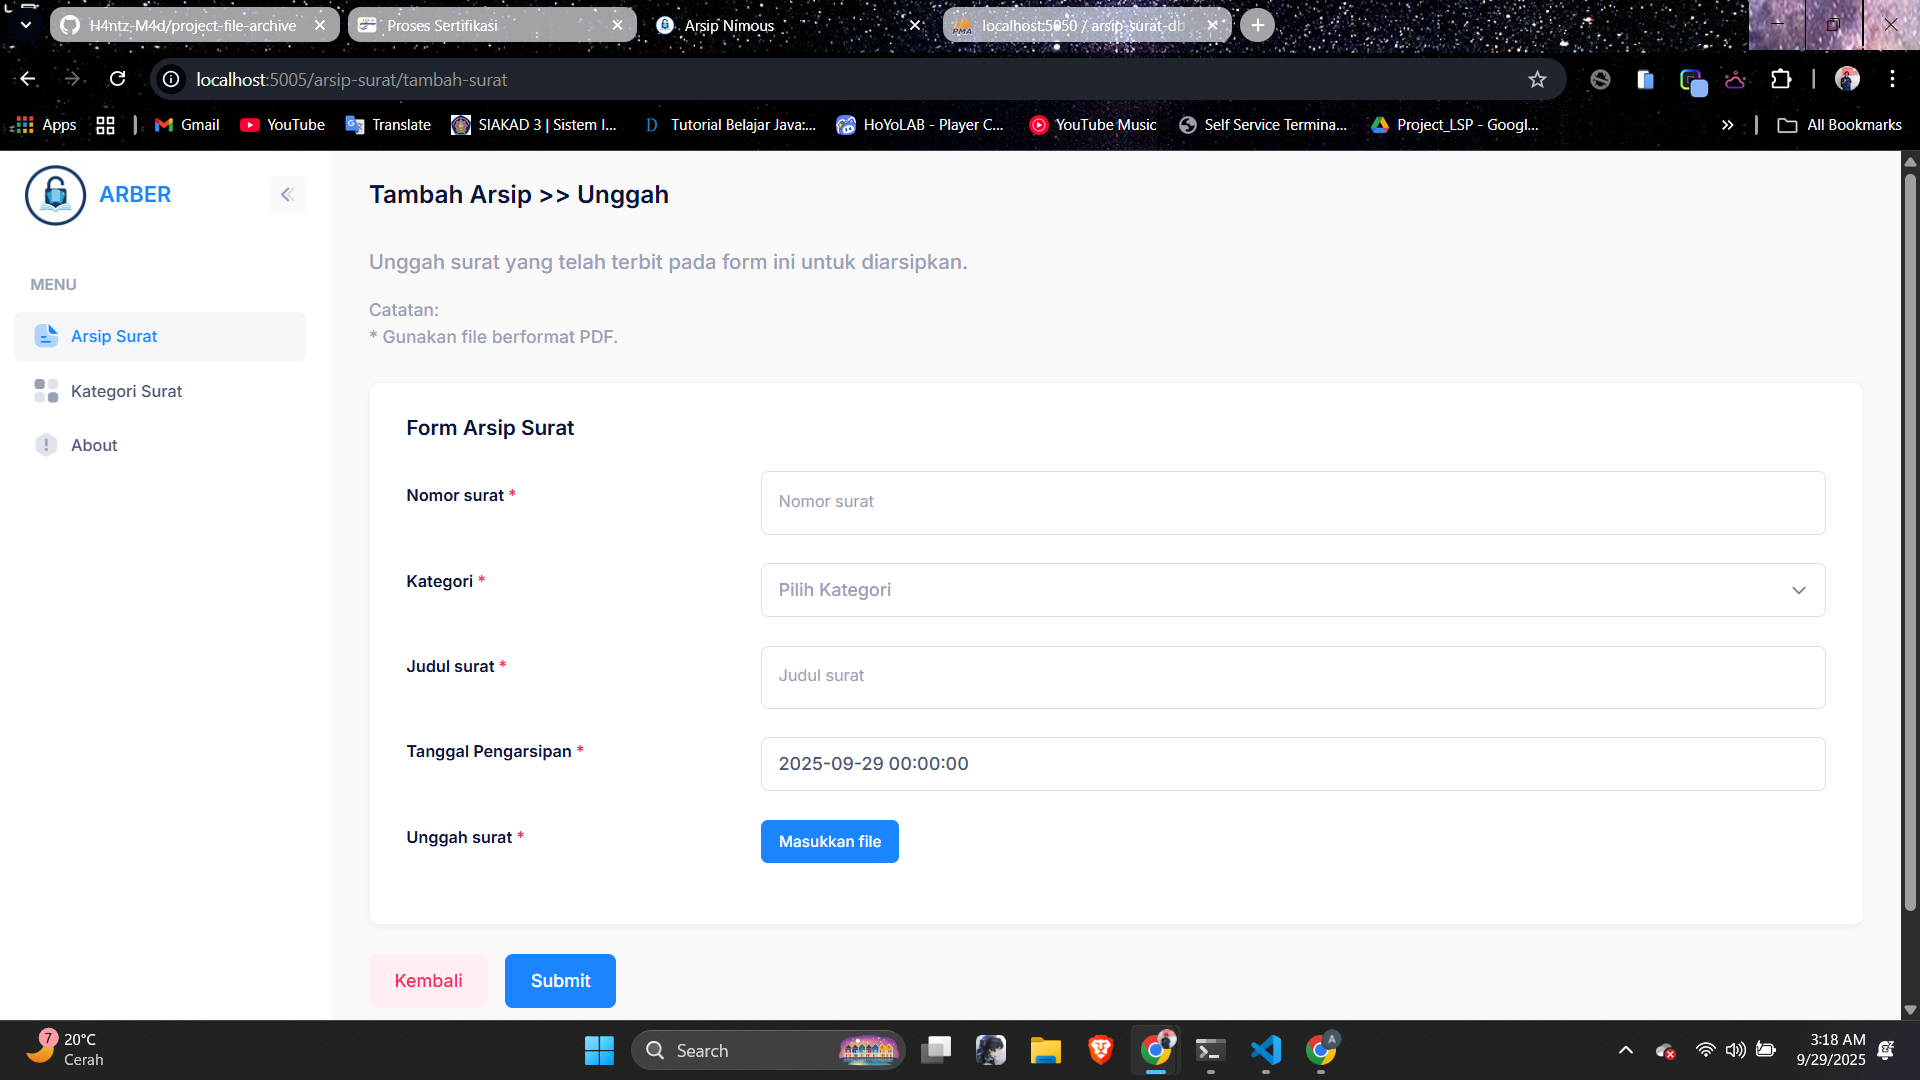 H4ntz-M4d/project-file-archive
Proses Sertifikasi
Arsip Nimous
localhost:5050 / arsip-surat-db
localhost:5005/arsip-surat/tambah-surat
Apps
Gmail
YouTube
Translate
SIAKAD 3 | Sistem I...
Tutorial Belajar Java:...
HoYoLAB - Player C...
YouTube Music
Self Service Termina...
Project_LSP - Googl...
All Bookmarks
ARBER
MENU
Arsip Surat
Kategori Surat
About
Tambah Arsip >> Unggah
Unggah surat yang telah terbit pada form ini untuk diarsipkan.
Catatan:
* Gunakan file berformat PDF.
Form Arsip Surat
Nomor surat *
Nomor surat
Kategori *
Pilih Kategori
Judul surat *
Judul surat
Tanggal Pengarsipan *
2025-09-29 00:00:00
Unggah surat *
Masukkan file
Kembali
Submit
7
20°C
Cerah
Search
A
3:18 AM
9/29/2025